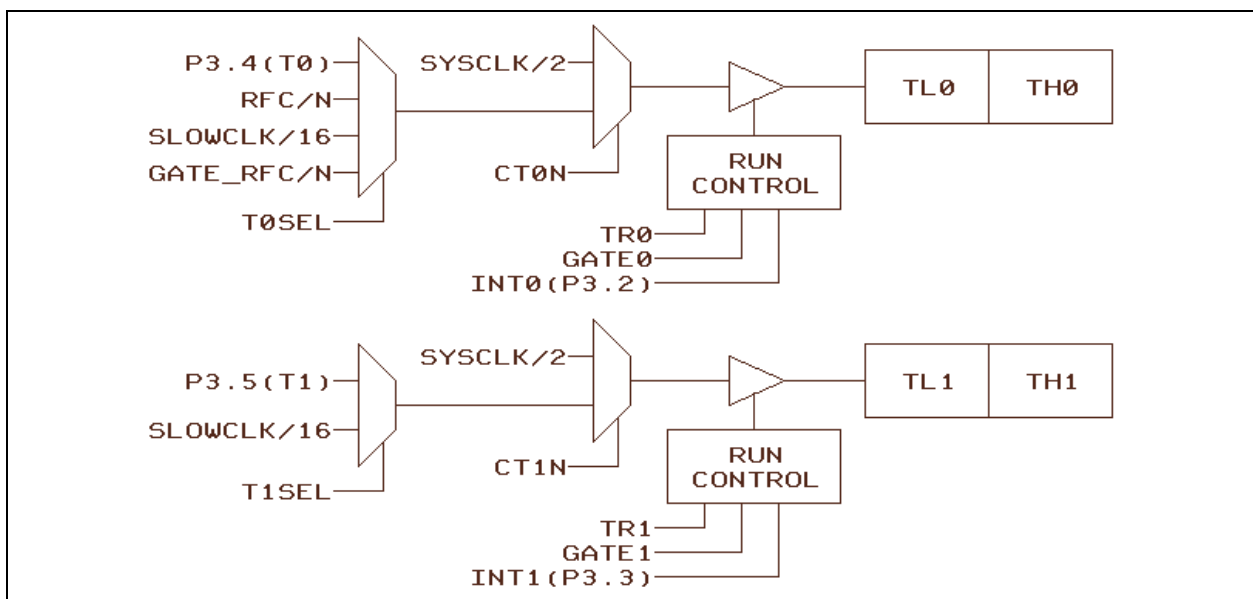 P3.4(T0)
RFC/N
SLOWCLK/16
GATE_RFC/N
T0SEL
SYSCLK/2
CT0N
RUN
CONTROL
TR0
GATE0
INT0(P3.2)
TL0
TH0
P3.5(T1)
SLOWCLK/16
T1SEL
SYSCLK/2
CT1N
RUN
CONTROL
TR1
GATE1
INT1(P3.3)
TL1
TH1